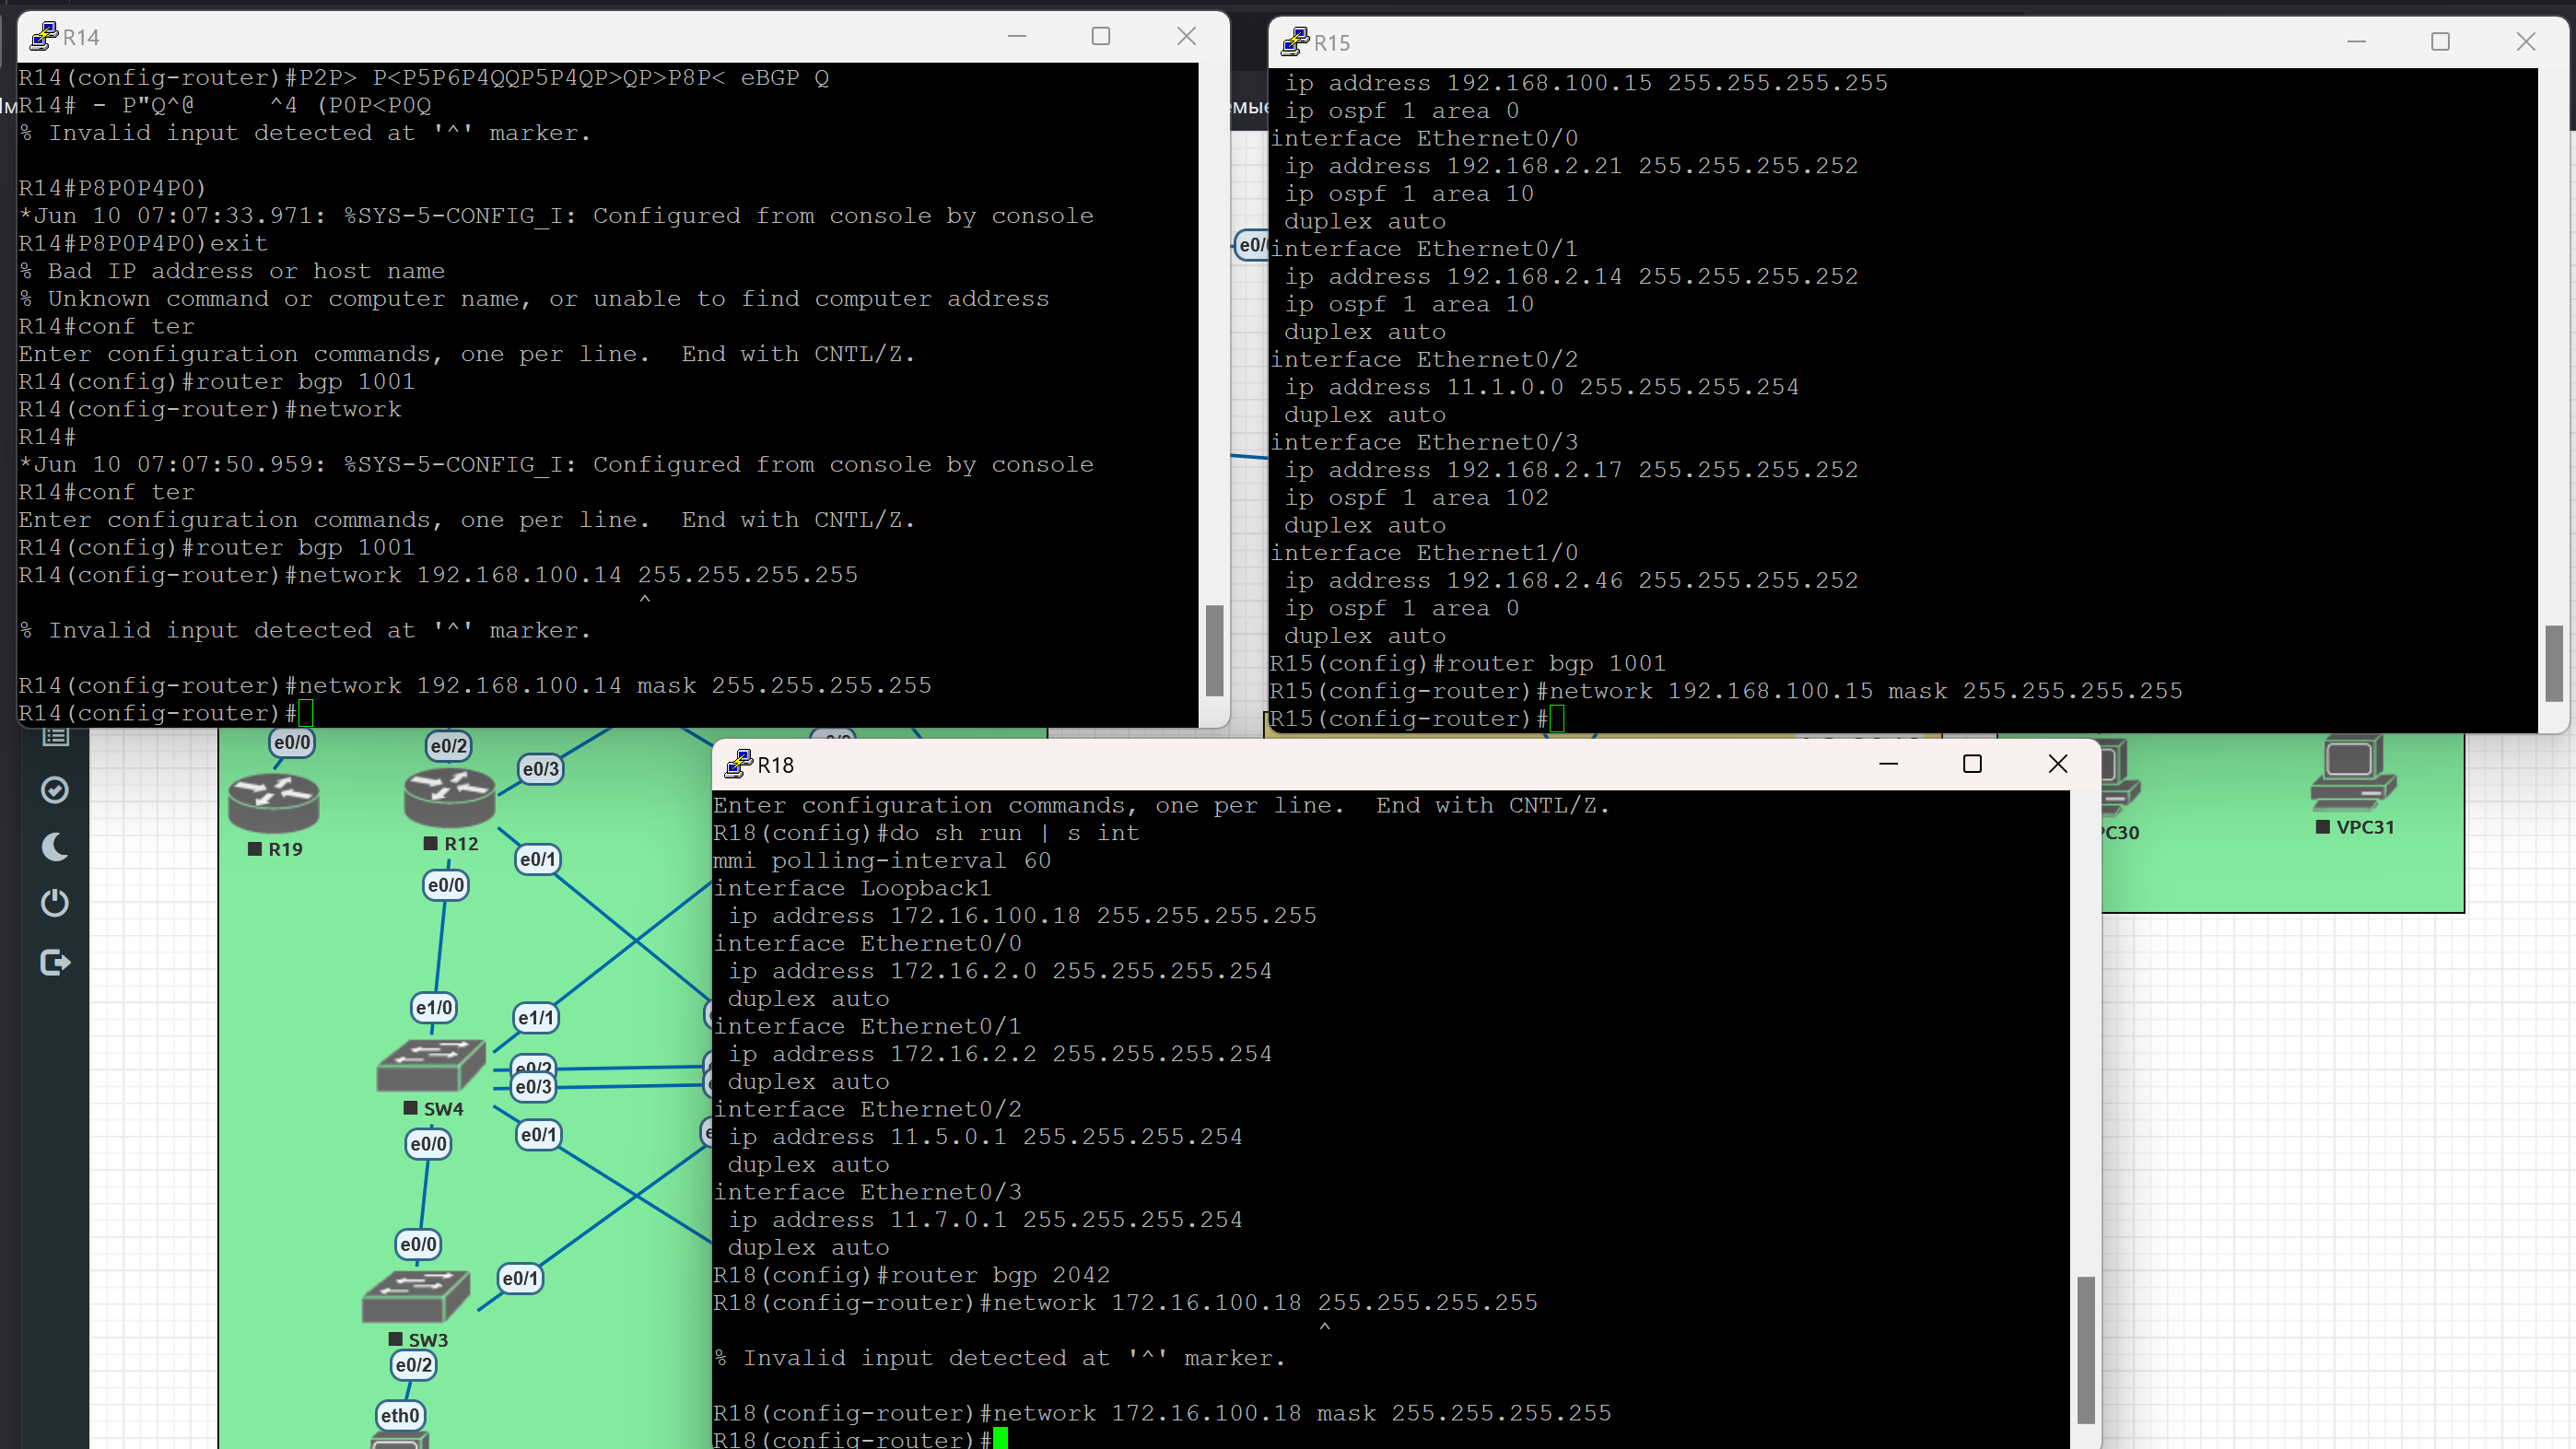 R14
R14(config-router)#P2P> P<P5P6P4QQP5P4QP>QP>P8P< eBGP Q
R14# - P"Q^@     ^4 (P0P<P0Q
% Invalid input detected at '^' marker.
R14#P8P0P4P0)
*Jun 10 07:07:33.971: %SYS-5-CONFIG_I: Configured from console by console
R14#P8P0P4P0)exit
% Bad IP address or host name
% Unknown command or computer name, or unable to find computer address
R14#conf ter
Enter configuration commands, one per line.  End with CNTL/Z.
R14(config)#router bgp 1001
R14(config-router)#network
R14#
*Jun 10 07:07:50.959: %SYS-5-CONFIG_I: Configured from console by console
R14#conf ter
Enter configuration commands, one per line.  End with CNTL/Z.
R14(config)#router bgp 1001
R14(config-router)#network 192.168.100.14 255.255.255.255
^
% Invalid input detected at '^' marker.
R14(config-router)#network 192.168.100.14 mask 255.255.255.255
R14(config-router)#
R15
ip address 192.168.100.15 255.255.255.255
ip ospf 1 area 0
interface Ethernet0/0
ip address 192.168.2.21 255.255.255.252
ip ospf 1 area 10
duplex auto
interface Ethernet0/1
ip address 192.168.2.14 255.255.255.252
ip ospf 1 area 10
duplex auto
interface Ethernet0/2
ip address 11.1.0.0 255.255.255.254
duplex auto
interface Ethernet0/3
ip address 192.168.2.17 255.255.255.252
ip ospf 1 area 102
duplex auto
interface Ethernet1/0
ip address 192.168.2.46 255.255.255.252
ip ospf 1 area 0
duplex auto
R15(config)#router bgp 1001
R15(config-router)#network 192.168.100.15 mask 255.255.255.255
R15(config-router)#
R18
Enter configuration commands, one per line.  End with CNTL/Z.
R18(config)#do sh run | s int
mmi polling-interval 60
interface Loopback1
ip address 172.16.100.18 255.255.255.255
interface Ethernet0/0
ip address 172.16.2.0 255.255.255.254
duplex auto
interface Ethernet0/1
ip address 172.16.2.2 255.255.255.254
duplex auto
interface Ethernet0/2
ip address 11.5.0.1 255.255.255.254
duplex auto
interface Ethernet0/3
ip address 11.7.0.1 255.255.255.254
duplex auto
R18(config)#router bgp 2042
R18(config-router)#network 172.16.100.18 255.255.255.255
^
% Invalid input detected at '^' marker.
R18(config-router)#network 172.16.100.18 mask 255.255.255.255
R18(config-router)#
e0/0
e0/2
e0/3
R19
R12
e0/1
e0/0
e1/0
e1/1
e0/2
e0/3
SW4
e0/1
e0/0
e0/0
e0/1
SW3
e0/2
eth0
PC30
VPC31